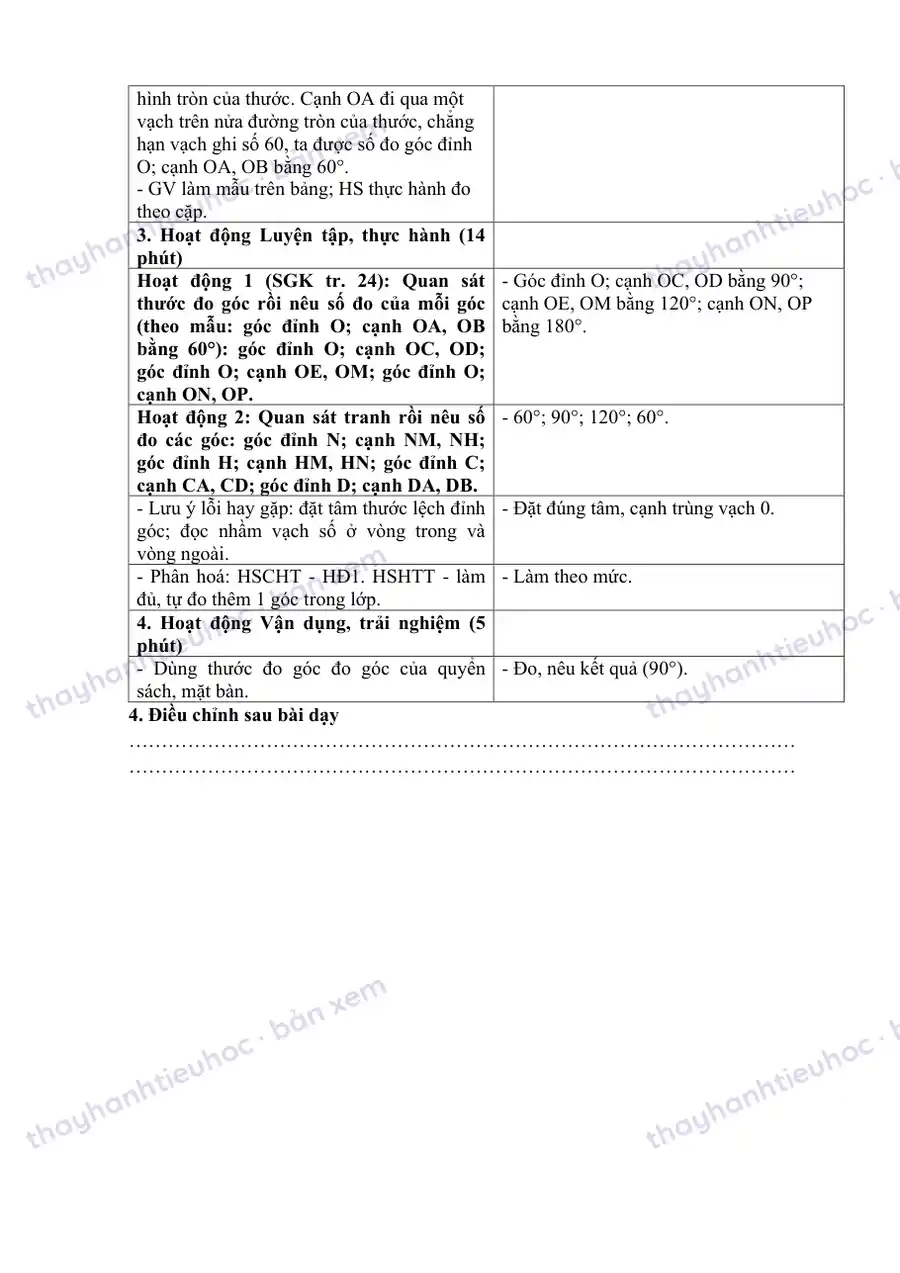 hình tròn của thước. Cạnh OA đi qua một
vạch trên nửa đường tròn của thước, chẳng
hạn vạch ghi số 60, ta được số đo góc đỉnh
O; cạnh OA, OB bằng 60°.
- GV làm mẫu trên bảng; HS thực hành đo
theo cặp.
3. Hoạt động Luyện tập, thực hành (14
phút)
Hoạt động 1 (SGK tr. 24): Quan sát
thước đo góc rồi nêu số đo của mỗi góc
(theo mẫu: góc đỉnh O; cạnh OA, OB
bằng 60°): góc đỉnh O; cạnh OC, OD;
góc đỉnh O; cạnh OE, OM; góc đỉnh O;
cạnh ON, OP.
- Góc đỉnh O; cạnh OC, OD bằng 90°;
cạnh OE, OM bằng 120°; cạnh ON, OP
bằng 180°.
Hoạt động 2: Quan sát tranh rồi nêu số
đo các góc: góc đỉnh N; cạnh NM, NH;
góc đỉnh H; cạnh HM, HN; góc đỉnh C;
cạnh CA, CD; góc đỉnh D; cạnh DA, DB.
- 60°; 90°; 120°; 60°.
- Lưu ý lỗi hay gặp: đặt tâm thước lệch đỉnh
góc; đọc nhầm vạch số ở vòng trong và
vòng ngoài.
- Đặt đúng tâm, cạnh trùng vạch 0.
- Phân hoá: HSCHT - HĐ1. HSHTT - làm
đủ, tự đo thêm 1 góc trong lớp.
- Làm theo mức.
4. Hoạt động Vận dụng, trải nghiệm (5
phút)
- Dùng thước đo góc đo góc của quyển
sách, mặt bàn.
- Đo, nêu kết quả (90°).
4. Điều chỉnh sau bài dạy
…………………………………………………………………………………………
…………………………………………………………………………………………
thayhanhtieuhoc · bản xem
thayhanhtieuhoc · b
thayhanhtieuhoc · bản xem
thayhanhtieuhoc · b
thayhanhtieuhoc · bản xem
thayhanhtieuhoc · b